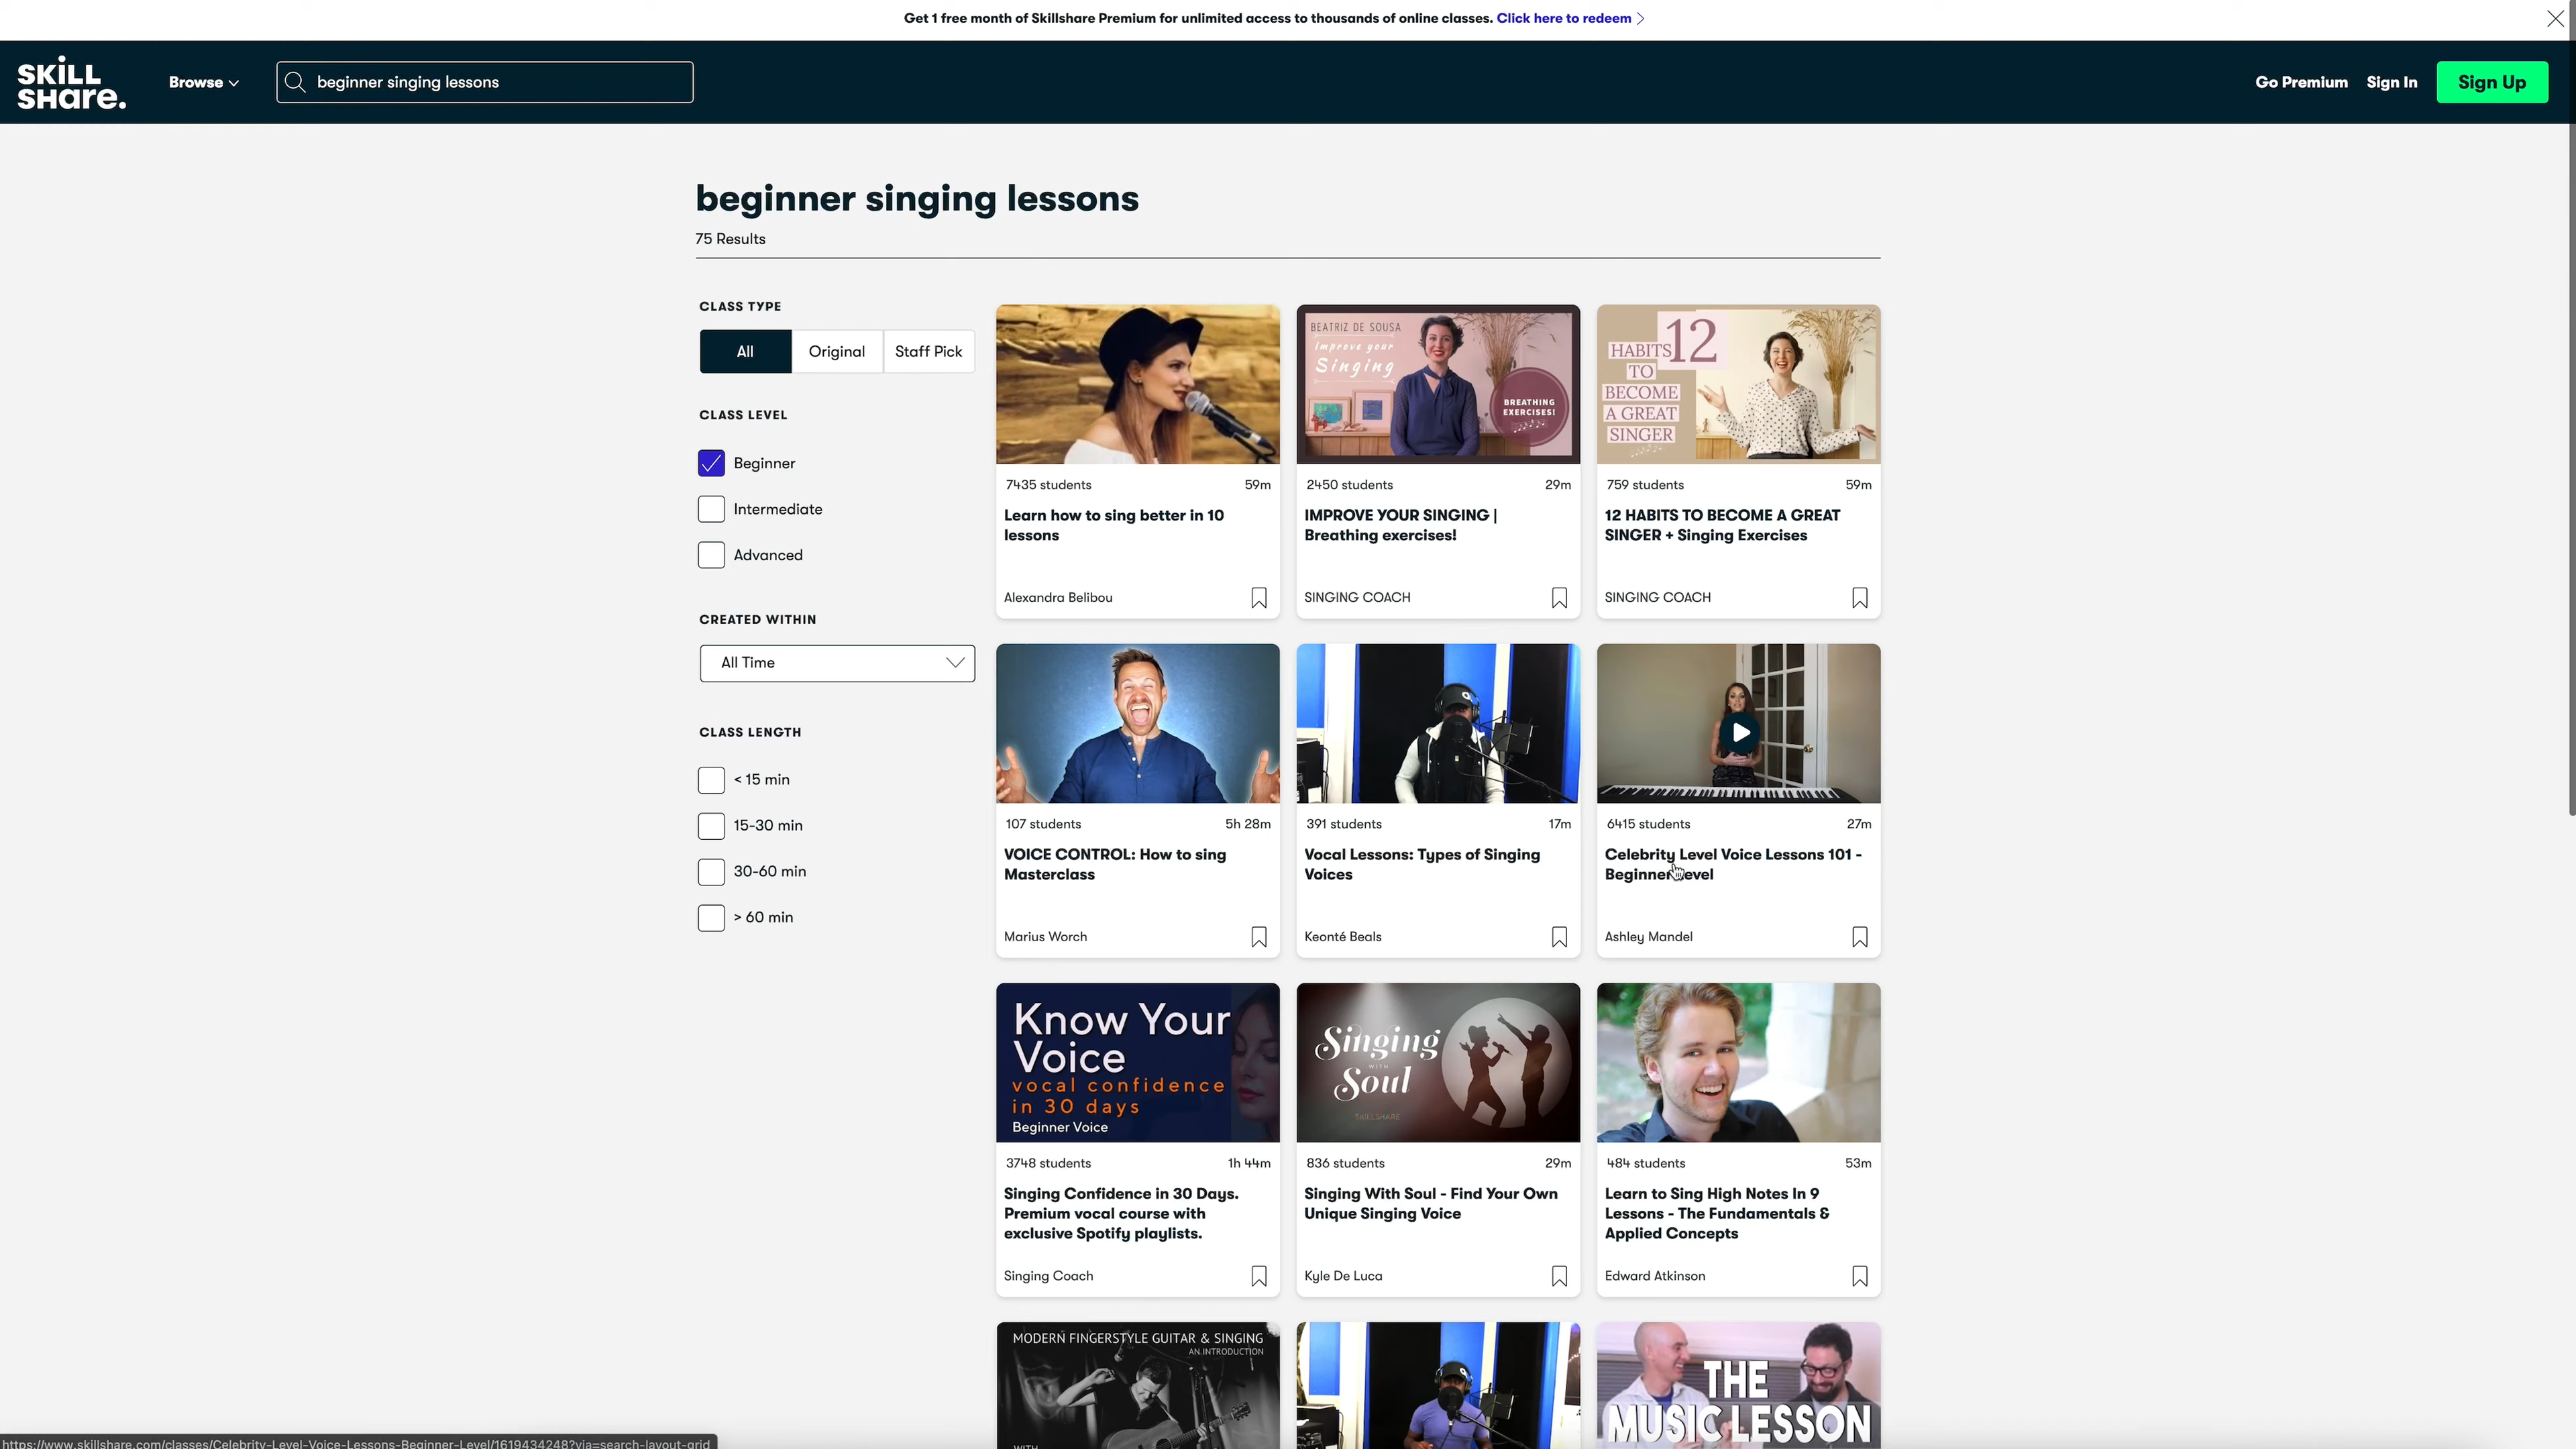 Get 1 free month of Skillshare Premium for unlimited access to thousands of online classes. Click here to redeem
SKILL
SHare.
Browse
beginner singing lessons
Go Premium
Sign In
Sign Up
beginner singing lessons
75 Results
CLASS TYPE
All
Original
Staff Pick
CLASS LEVEL
Beginner
Intermediate
Advanced
CREATED WITHIN
All Time
CLASS LENGTH
< 15 min
15-30 min
30-60 min
> 60 min
7435 students
59m
Learn how to sing better in 10
lessons
Alexandra Belibou
BEATRIZ DE SOUSA
Improve your
Singing
BREATHING
EXERCISES!
2450 students
29m
IMPROVE YOUR SINGING |
Breathing exercises!
SINGING COACH
12
HABITS
TO
BECOME
A GREAT
SINGER
759 students
59m
12 HABITS TO BECOME A GREAT
SINGER + Singing Exercises
SINGING COACH
107 students
5h 28m
VOICE CONTROL: How to sing
Masterclass
Marius Worch
391 students
17m
Vocal Lessons: Types of Singing
Voices
Keonté Beals
6415 students
27m
Celebrity Level Voice Lessons 101 -
Beginner Level
Ashley Mandel
Know Your
Voice
vocal confidence
in 30 days
Beginner Voice
3748 students
1h 44m
Singing Confidence in 30 Days.
Premium vocal course with
exclusive Spotify playlists.
Singing Coach
Singing
WITH
Soul
SKILLSHARE
836 students
29m
Singing With Soul - Find Your Own
Unique Singing Voice
Kyle De Luca
484 students
53m
Learn to Sing High Notes In 9
Lessons - The Fundamentals &
Applied Concepts
Edward Atkinson
MODERN FINGERSTYLE GUITAR & SINGING
AN INTRODUCTION
WITH
THE
MUSIC LESSON
https://www.skillshare.com/classes/Celebrity-Level-Voice-Lessons-Beginner-Level/1619434248?via=search-layout-grid